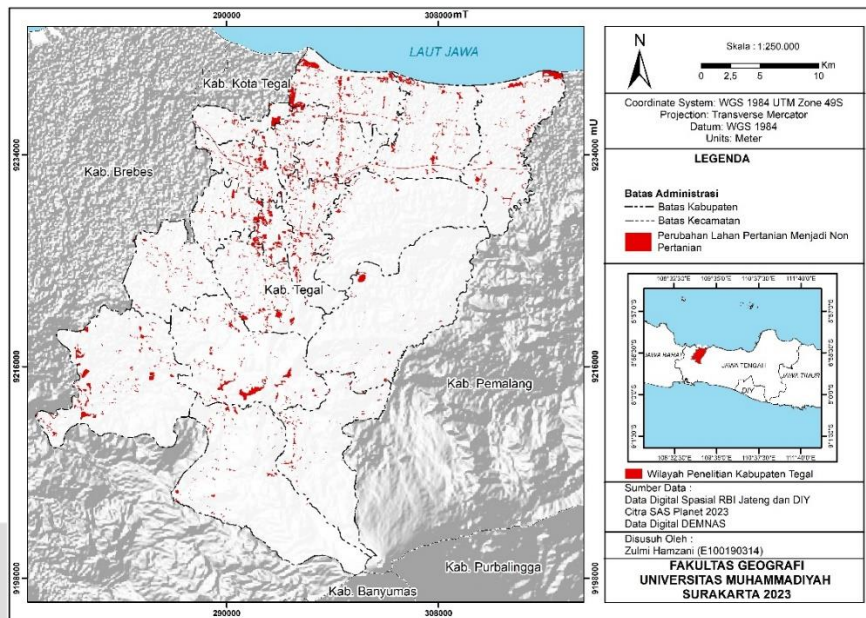 290000
308000 mT
LAUT JAWA
Kab. Kota Tegal
Kab. Brebes
Kab. Tegal
Kab. Pemalang
Kab. Purbalingga
Kab. Banyumas
9234000
9216000
9198000
9234000 mU
9216000
9198000
290000
308000
N
Skala : 1:250.000
Km
0 2,5 5 10
Coordinate System: WGS 1984 UTM Zone 49S
Projection: Transverse Mercator
Datum: WGS 1984
Units: Meter
LEGENDA
Batas Administrasi
Batas Kabupaten
Batas Kecamatan
Perubahan Lahan Pertanian Menjadi Non
Pertanian
JAWA TENGAH
JAWA TIMUR
DIY
Wilayah Penelitian Kabupaten Tegal
Sumber Data :
Data Digital Spasial RBI Jateng dan DIY
Citra SAS Planet 2023
Data Digital DEMNAS
Disusuh Oleh :
Zulmi Hamzani (E100190314)
FAKULTAS GEOGRAFI
UNIVERSITAS MUHAMMADIYAH
SURAKARTA 2023